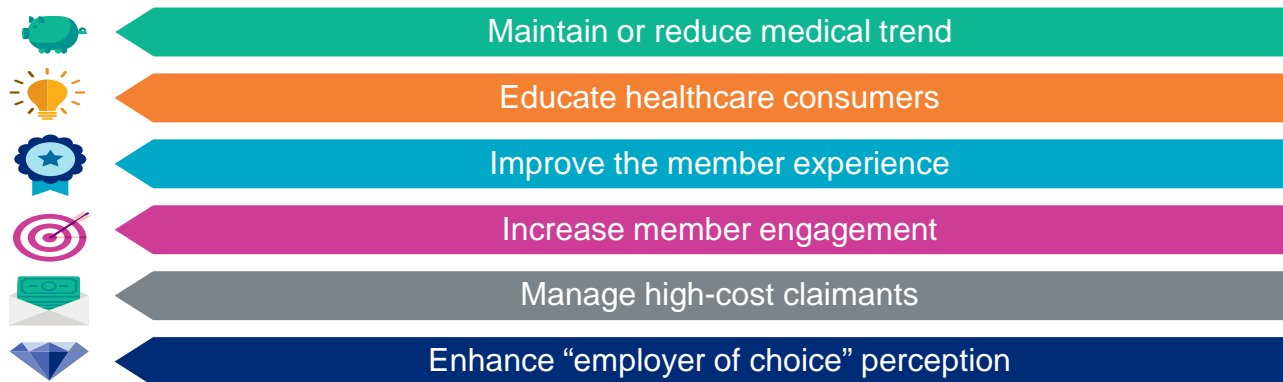 Maintain or reduce medical trend
Educate healthcare consumers
Improve the member experience
Increase member engagement
Manage high-cost claimants
Enhance “employer of choice” perception